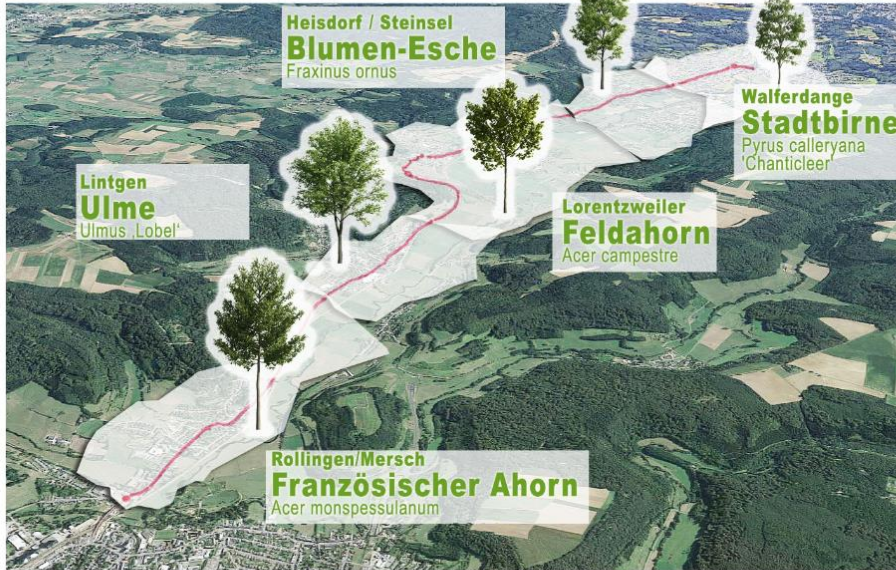 Heisdorf / Steinsel
Blumen-Esche
Fraxinus ornus
Walferdange
Stadtbirne
Pyrus calleryana
'Chanticleer'
Lintgen
Ulme
Ulmus ‚Lobel‘
Lorentzweiler
Feldahorn
Acer campestre
Rollingen/Mersch
Französischer Ahorn
Acer monspessulanum